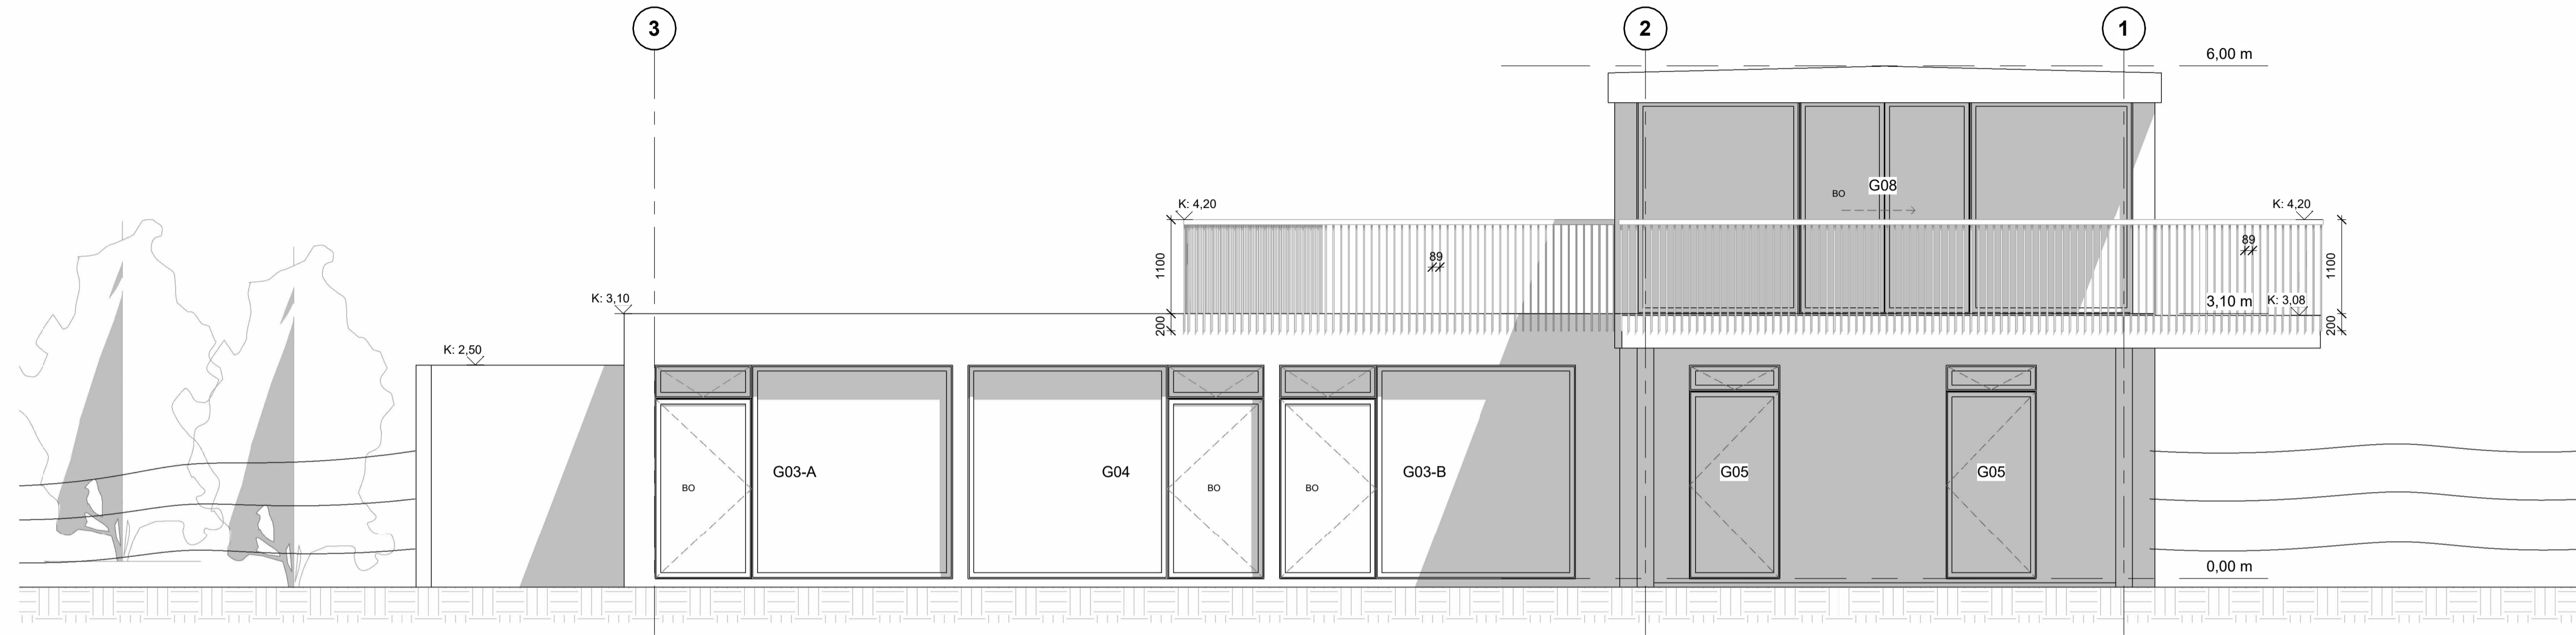 3
2
1
6,00 m
BO
G08
K: 4,20
K: 4,20
89
89
1100
1100
K: 3,10
3,10 m
K: 3,08
200
200
K: 2,50
G03-A
G04
G03-B
G05
G05
BO
BO
BO
0,00 m